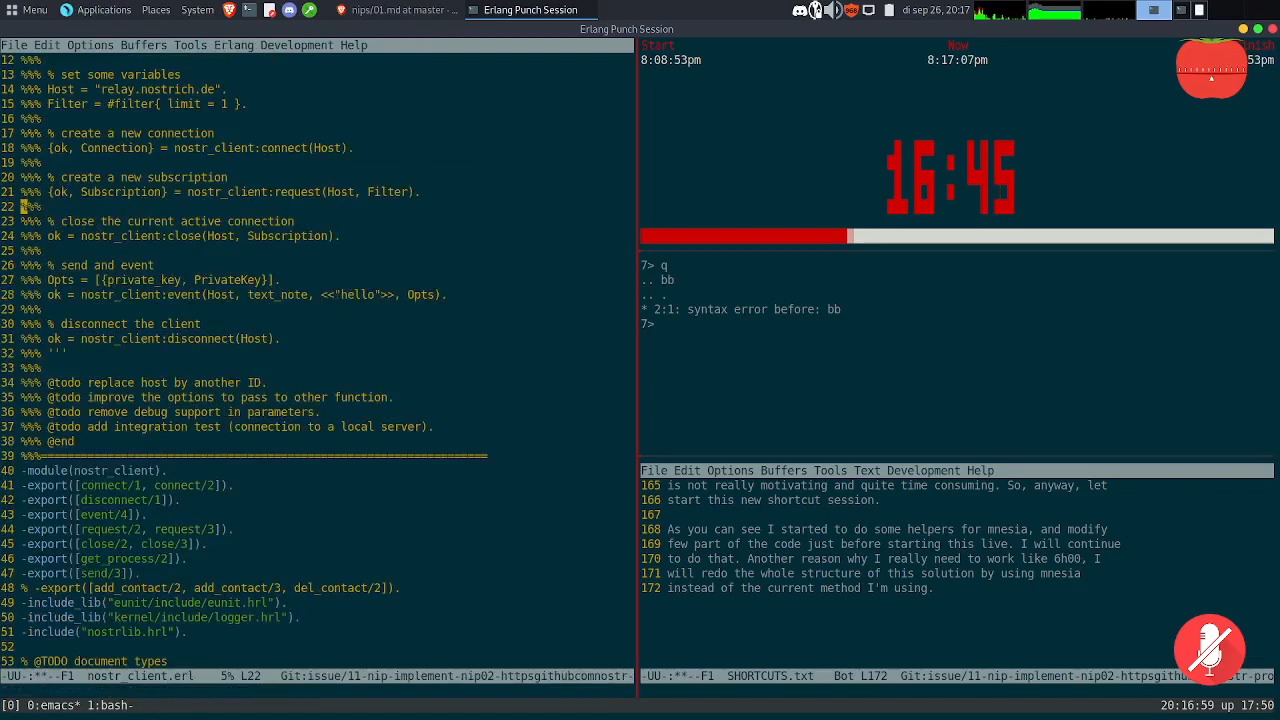 Menu Applications Places System nips/01.md at master - ... Erlang Punch Session di sep 26, 20:17
Erlang Punch Session
File Edit Options Buffers Tools Erlang Development Help
12 %%%
13 %%% % set some variables
14 %%% Host = "relay.nostrich.de".
15 %%% Filter = #filter{ limit = 1 }.
16 %%%
17 %%% % create a new connection
18 %%% {ok, Connection} = nostr_client:connect(Host).
19 %%%
20 %%% % create a new subscription
21 %%% {ok, Subscription} = nostr_client:request(Host, Filter).
22 %%%
23 %%% % close the current active connection
24 %%% ok = nostr_client:close(Host, Subscription).
25 %%%
26 %%% % send and event
27 %%% Opts = [{private_key, PrivateKey}].
28 %%% ok = nostr_client:event(Host, text_note, <<"hello">>, Opts).
29 %%%
30 %%% % disconnect the client
31 %%% ok = nostr_client:disconnect(Host).
32 %%% '''
33 %%%
34 %%% @todo replace host by another ID.
35 %%% @todo improve the options to pass to other function.
36 %%% @todo remove debug support in parameters.
37 %%% @todo add integration test (connection to a local server).
38 %%% @end
39 %%%===================================================================
40 -module(nostr_client).
41 -export([connect/1, connect/2]).
42 -export([disconnect/1]).
43 -export([event/4]).
44 -export([request/2, request/3]).
45 -export([close/2, close/3]).
46 -export([get_process/2]).
47 -export([send/3]).
48 % -export([add_contact/2, add_contact/3, del_contact/2]).
49 -include_lib("eunit/include/eunit.hrl").
50 -include_lib("kernel/include/logger.hrl").
51 -include("nostrlib.hrl").
52
53 % @TODO document types
-UU-:**--F1 nostr_client.erl 5% L22 Git:issue/11-nip-implement-nip02-httpsgithubcomnostr-
Start Now nish
8:08:53pm 8:17:07pm 53pm
16:45
7> q
.. bb
.. .
* 2:1: syntax error before: bb
7>
File Edit Options Buffers Tools Text Development Help
165 is not really motivating and quite time consuming. So, anyway, let
166 start this new shortcut session.
167
168 As you can see I started to do some helpers for mnesia, and modify
169 few part of the code just before starting this live. I will continue
170 to do that. Another reason why I really need to work like 6h00, I
171 will redo the whole structure of this solution by using mnesia
172 instead of the current method I'm using.
-UU-:**--F1 SHORTCUTS.txt Bot L172 Git:issue/11-nip-implement-nip02-httpsgithub st-pro
[0] 0:emacs* 1:bash- 20:16:59 up 17:50